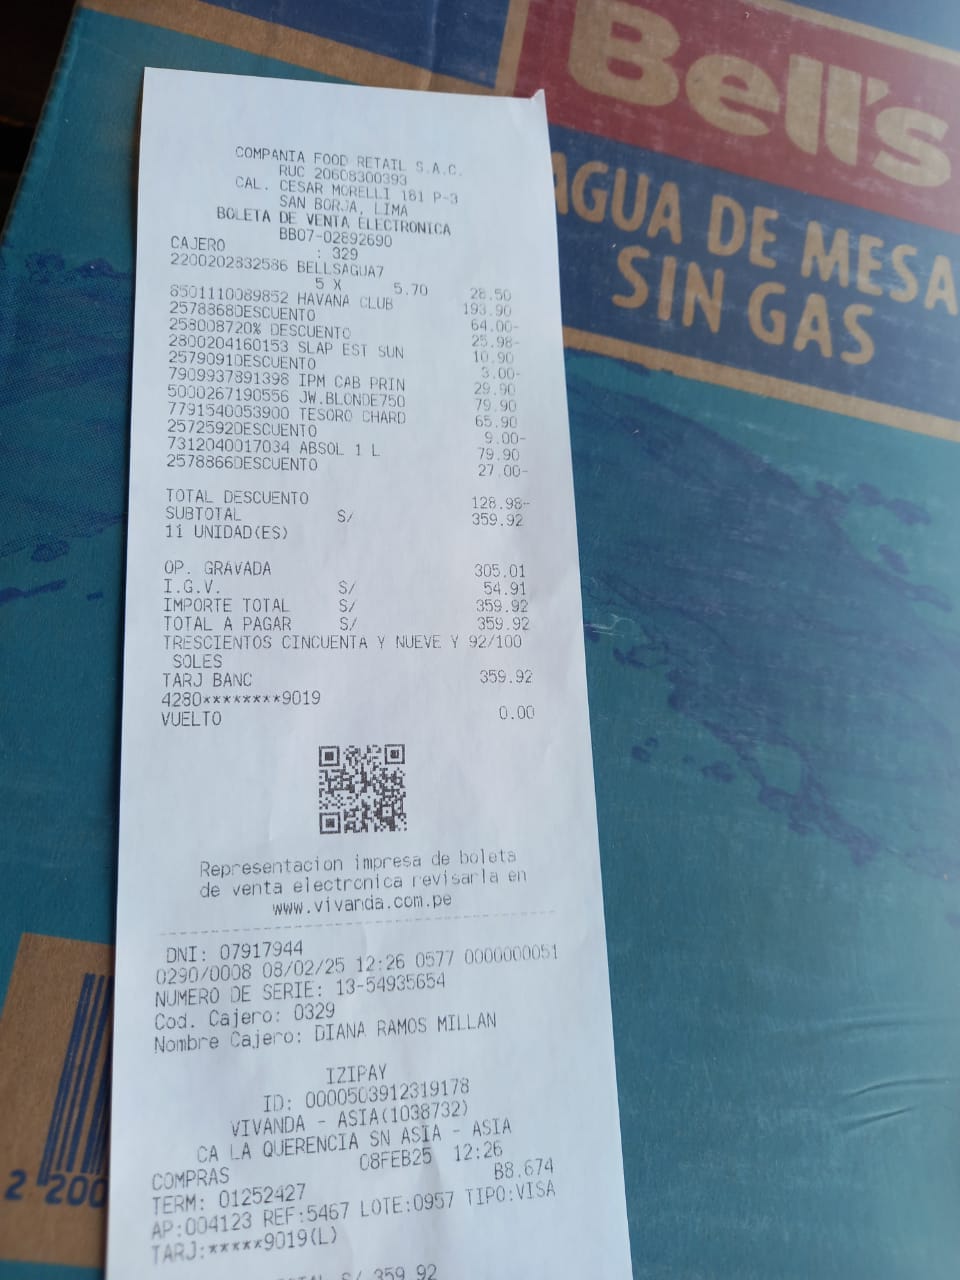 Bell's
AGUA DE MESA
SIN GAS
COMPANIA FOOD RETAIL S.A.C.
RUC 20608300393
CAL. CESAR MORELLI 181 P-3
SAN BORJA, LIMA
BOLETA DE VENTA ELECTRONICA
BB07-02892690
CAJERO : 329
2200202832586 BELLSAGUA7
5 X 5.70 28.50
8501110089852 HAVANA CLUB 193.90
2578868DESCUENTO 64.00-
258008720% DESCUENTO 25.98-
2800204160153 SLAP EST SUN 10.90
2579091DESCUENTO 3.00-
7909937891398 IPM CAB PRIN 29.90
5000267190556 JW.BLONDE750 79.90
7791540053900 TESORO CHARD 65.90
2572592DESCUENTO 9.00-
7312040017034 ABSOL 1 L 79.90
2578866DESCUENTO 27.00-
TOTAL DESCUENTO 128.98-
SUBTOTAL S/ 359.92
11 UNIDAD(ES)
OP. GRAVADA 305.01
I.G.V. S/ 54.91
IMPORTE TOTAL S/ 359.92
TOTAL A PAGAR S/ 359.92
TRESCIENTOS CINCUENTA Y NUEVE Y 92/100
SOLES
TARJ BANC 359.92
4280********9019
VUELTO 0.00
Representacion impresa de boleta
de venta electronica revisarla en
www.vivanda.com.pe
DNI: 07917944
0290/0008 08/02/25 12:26 0577 0000000051
NUMERO DE SERIE: 13-54935654
Cod. Cajero: 0329
Nombre Cajero: DIANA RAMOS MILLAN
IZIPAY
ID: 0000503912319178
VIVANDA - ASIA(1038732)
CA LA QUERENCIA SN ASIA - ASIA
COMPRAS 08FEB25 12:26
TERM: 01252427 B8.674
AP:004123 REF:5467 LOTE:0957 TIPO:VISA
TARJ:*****9019(L)
S/ 359.92
2 200